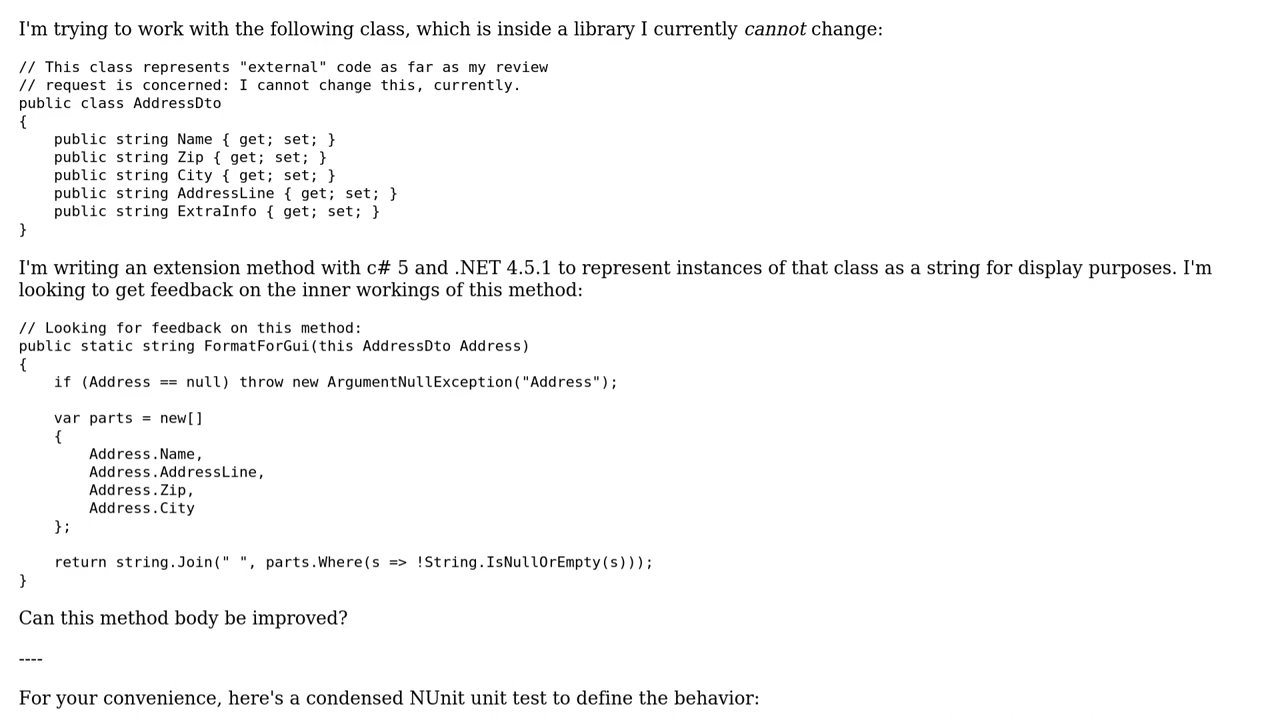 I'm trying to work with the following class, which is inside a library I currently cannot change:
// This class represents "external" code as far as my review
// request is concerned: I cannot change this, currently.
public class AddressDto
{
    public string Name { get; set; }
    public string Zip { get; set; }
    public string City { get; set; }
    public string AddressLine { get; set; }
    public string ExtraInfo { get; set; }
}
I'm writing an extension method with c# 5 and .NET 4.5.1 to represent instances of that class as a string for display purposes. I'm
looking to get feedback on the inner workings of this method:
// Looking for feedback on this method:
public static string FormatForGui(this AddressDto Address)
{
    if (Address == null) throw new ArgumentNullException("Address");
    var parts = new[]
    {
        Address.Name,
        Address.AddressLine,
        Address.Zip,
        Address.City
    };
    return string.Join(" ", parts.Where(s => !String.IsNullOrEmpty(s)));
}
Can this method body be improved?
----
For your convenience, here's a condensed NUnit unit test to define the behavior: